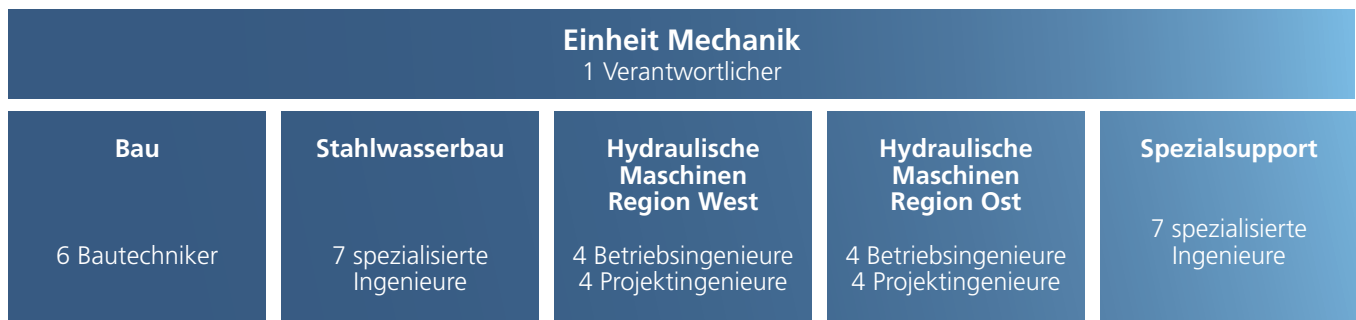 Einheit Mechanik
1 Verantwortlicher
Bau
6 Bautechniker
Stahlwasserbau
7 spezialisierte
Ingenieure
Hydraulische
Maschinen
Region West
4 Betriebsingenieure
4 Projektingenieure
Hydraulische
Maschinen
Region Ost
4 Betriebsingenieure
4 Projektingenieure
Spezialsupport
7 spezialisierte
Ingenieure